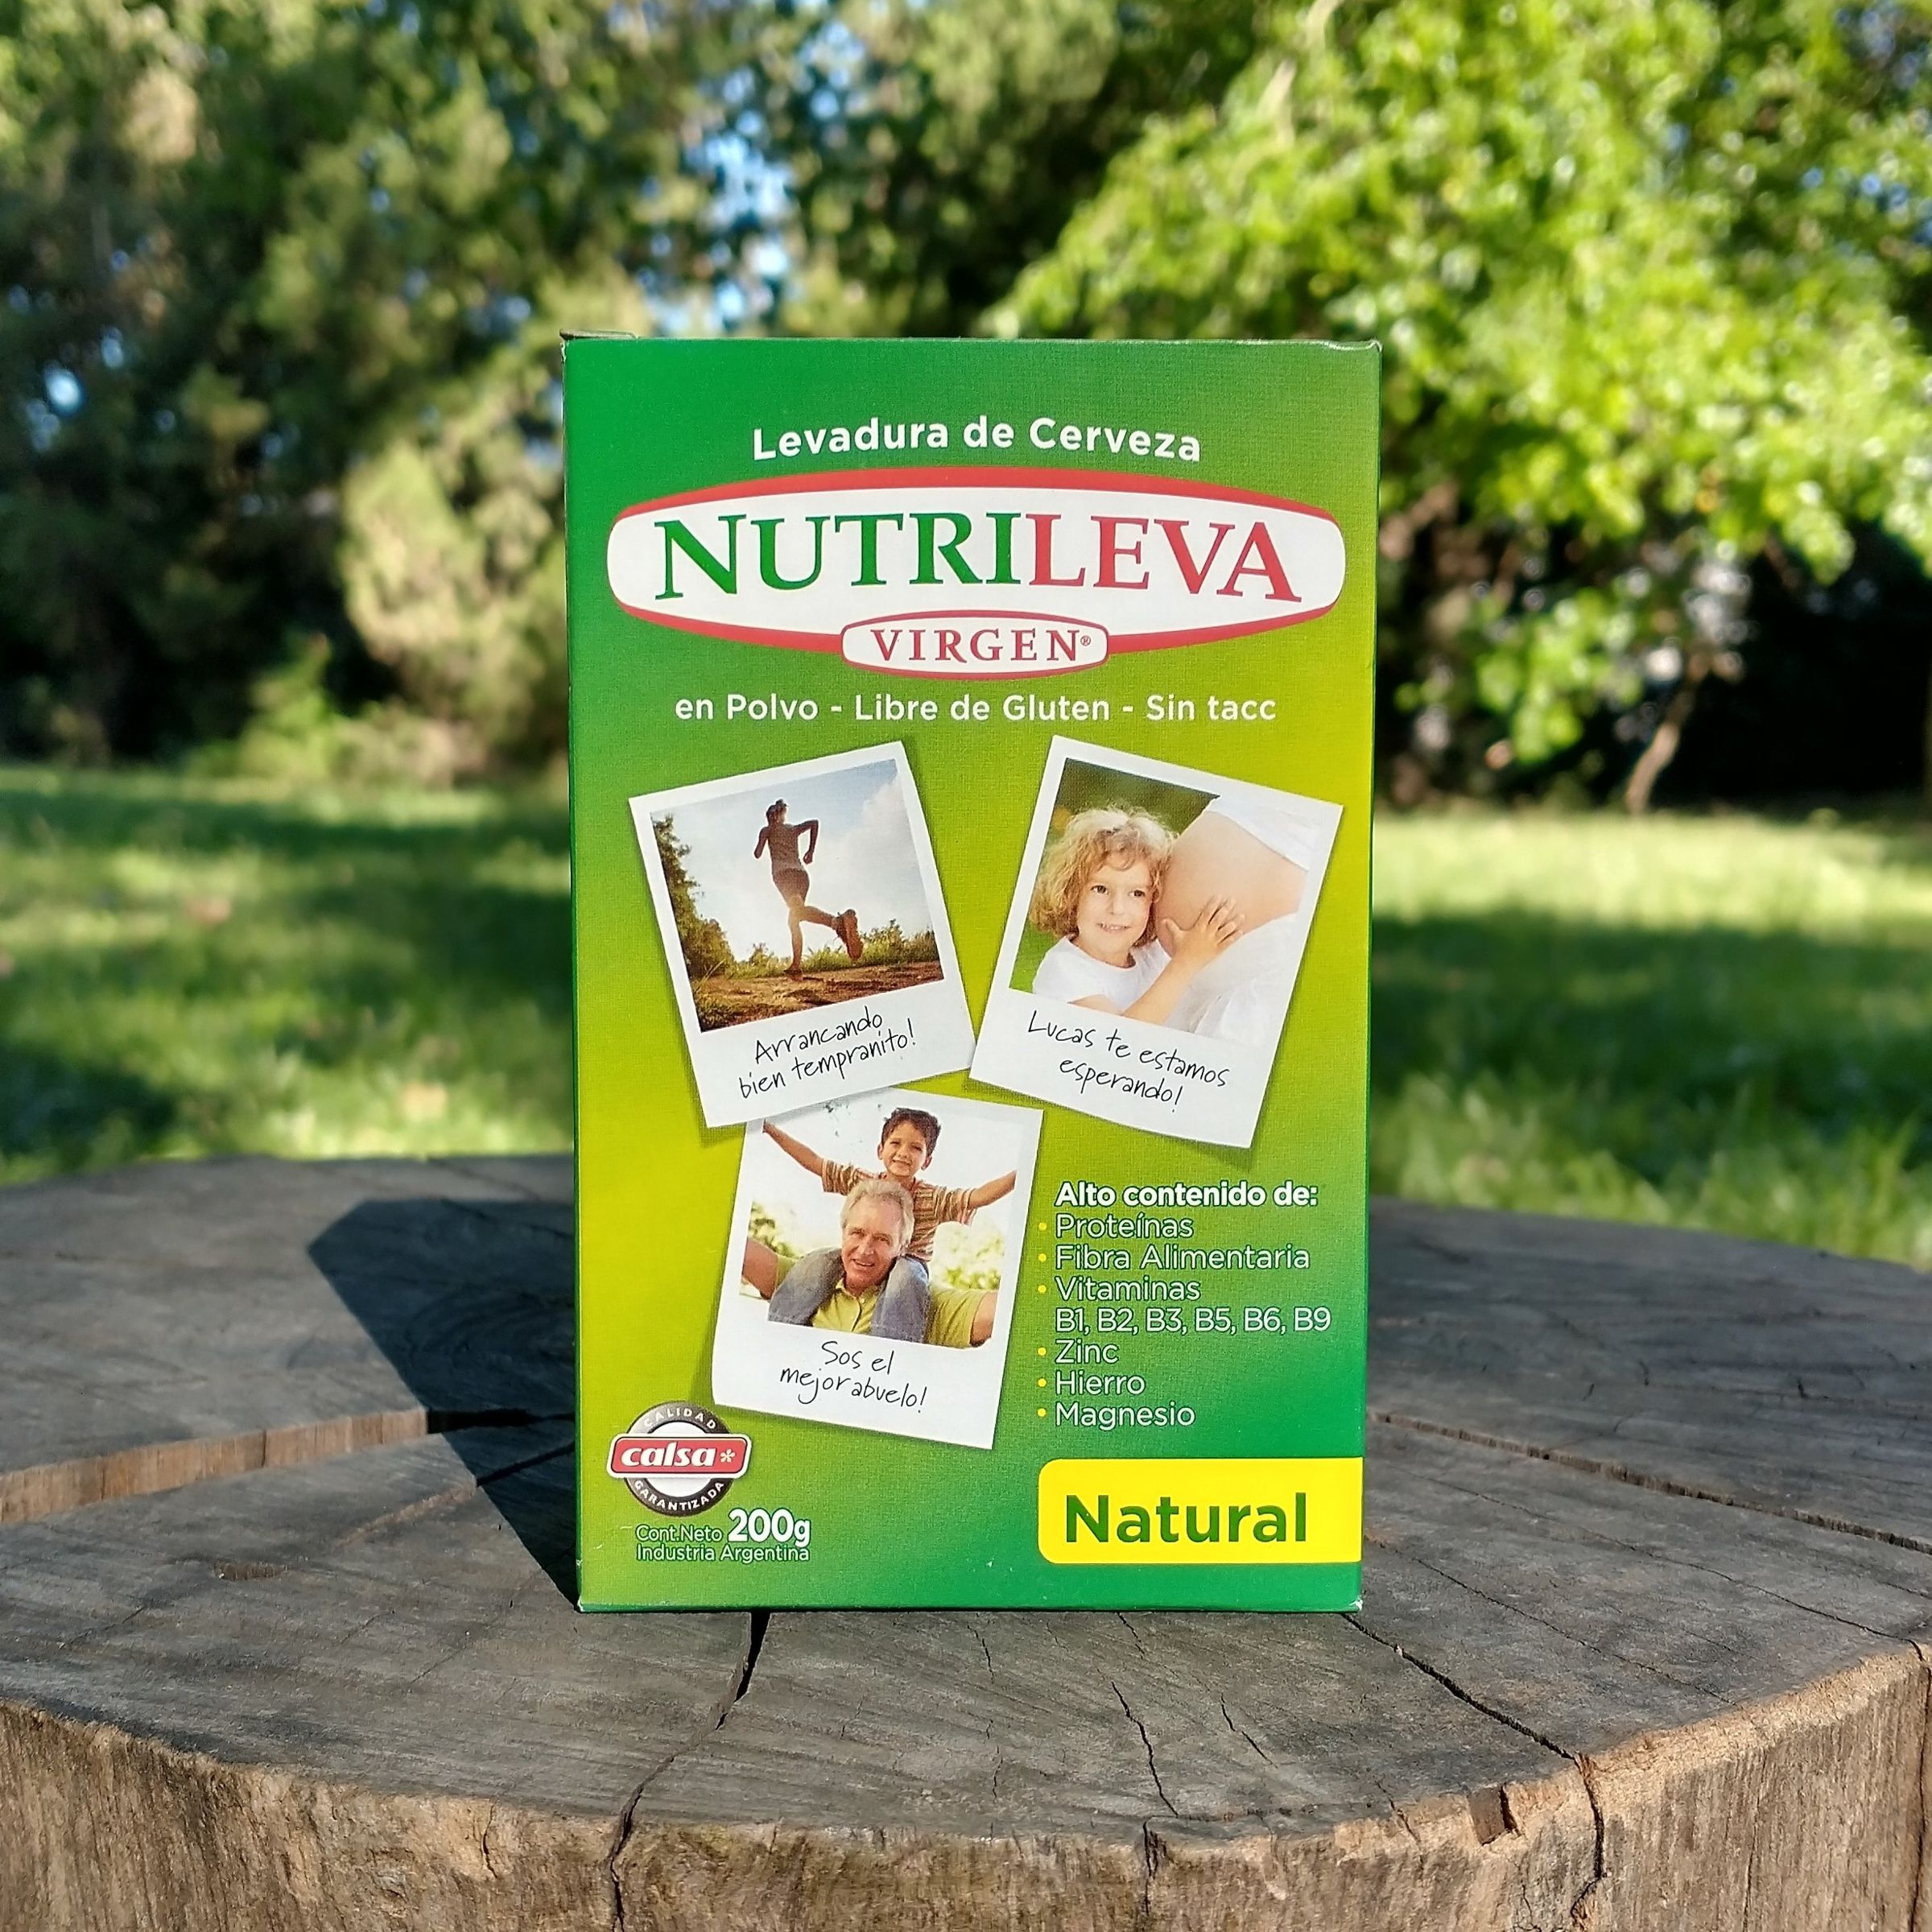 Levadura de Cerveza
NUTRILEVA
VIRGEN®
en Polvo - Libre de Gluten - Sin tacc
Arrancando
bien tempranito!
Lucas te estamos
esperando!
Sos el
mejor abuelo!
Alto contenido de:
• Proteínas
• Fibra Alimentaria
• Vitaminas
B1, B2, B3, B5, B6, B9
• Zinc
• Hierro
• Magnesio
CALIDAD
calsa*
GARANTIZADA
Cont.Neto 200g
Industria Argentina
Natural